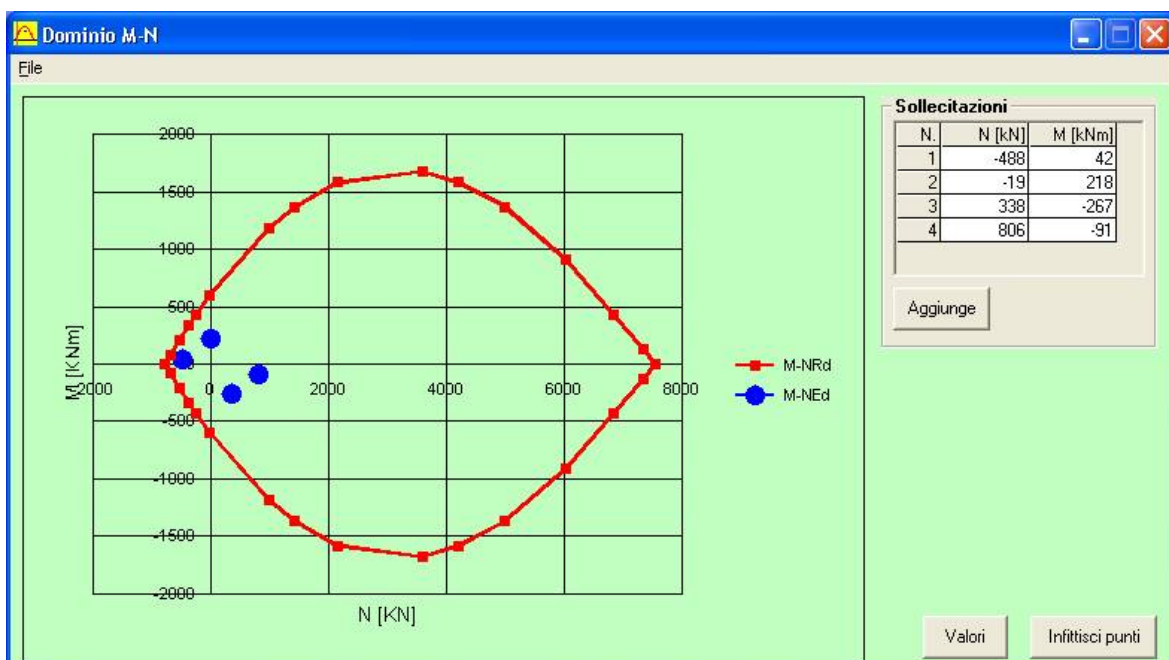 Dominio M-N
File
2000
1500
1000
500
-2000
0
2000
4000
6000
8000
-500
-1000
-1500
-2000
M [KNm]
N [KN]
M-NRd
M-NEd
Sollecitazioni
N. N [kN] M [kNm]
1 -488 42
2 -19 218
3 338 -267
4 806 -91
Aggiunge
Valori
Infittisci punti